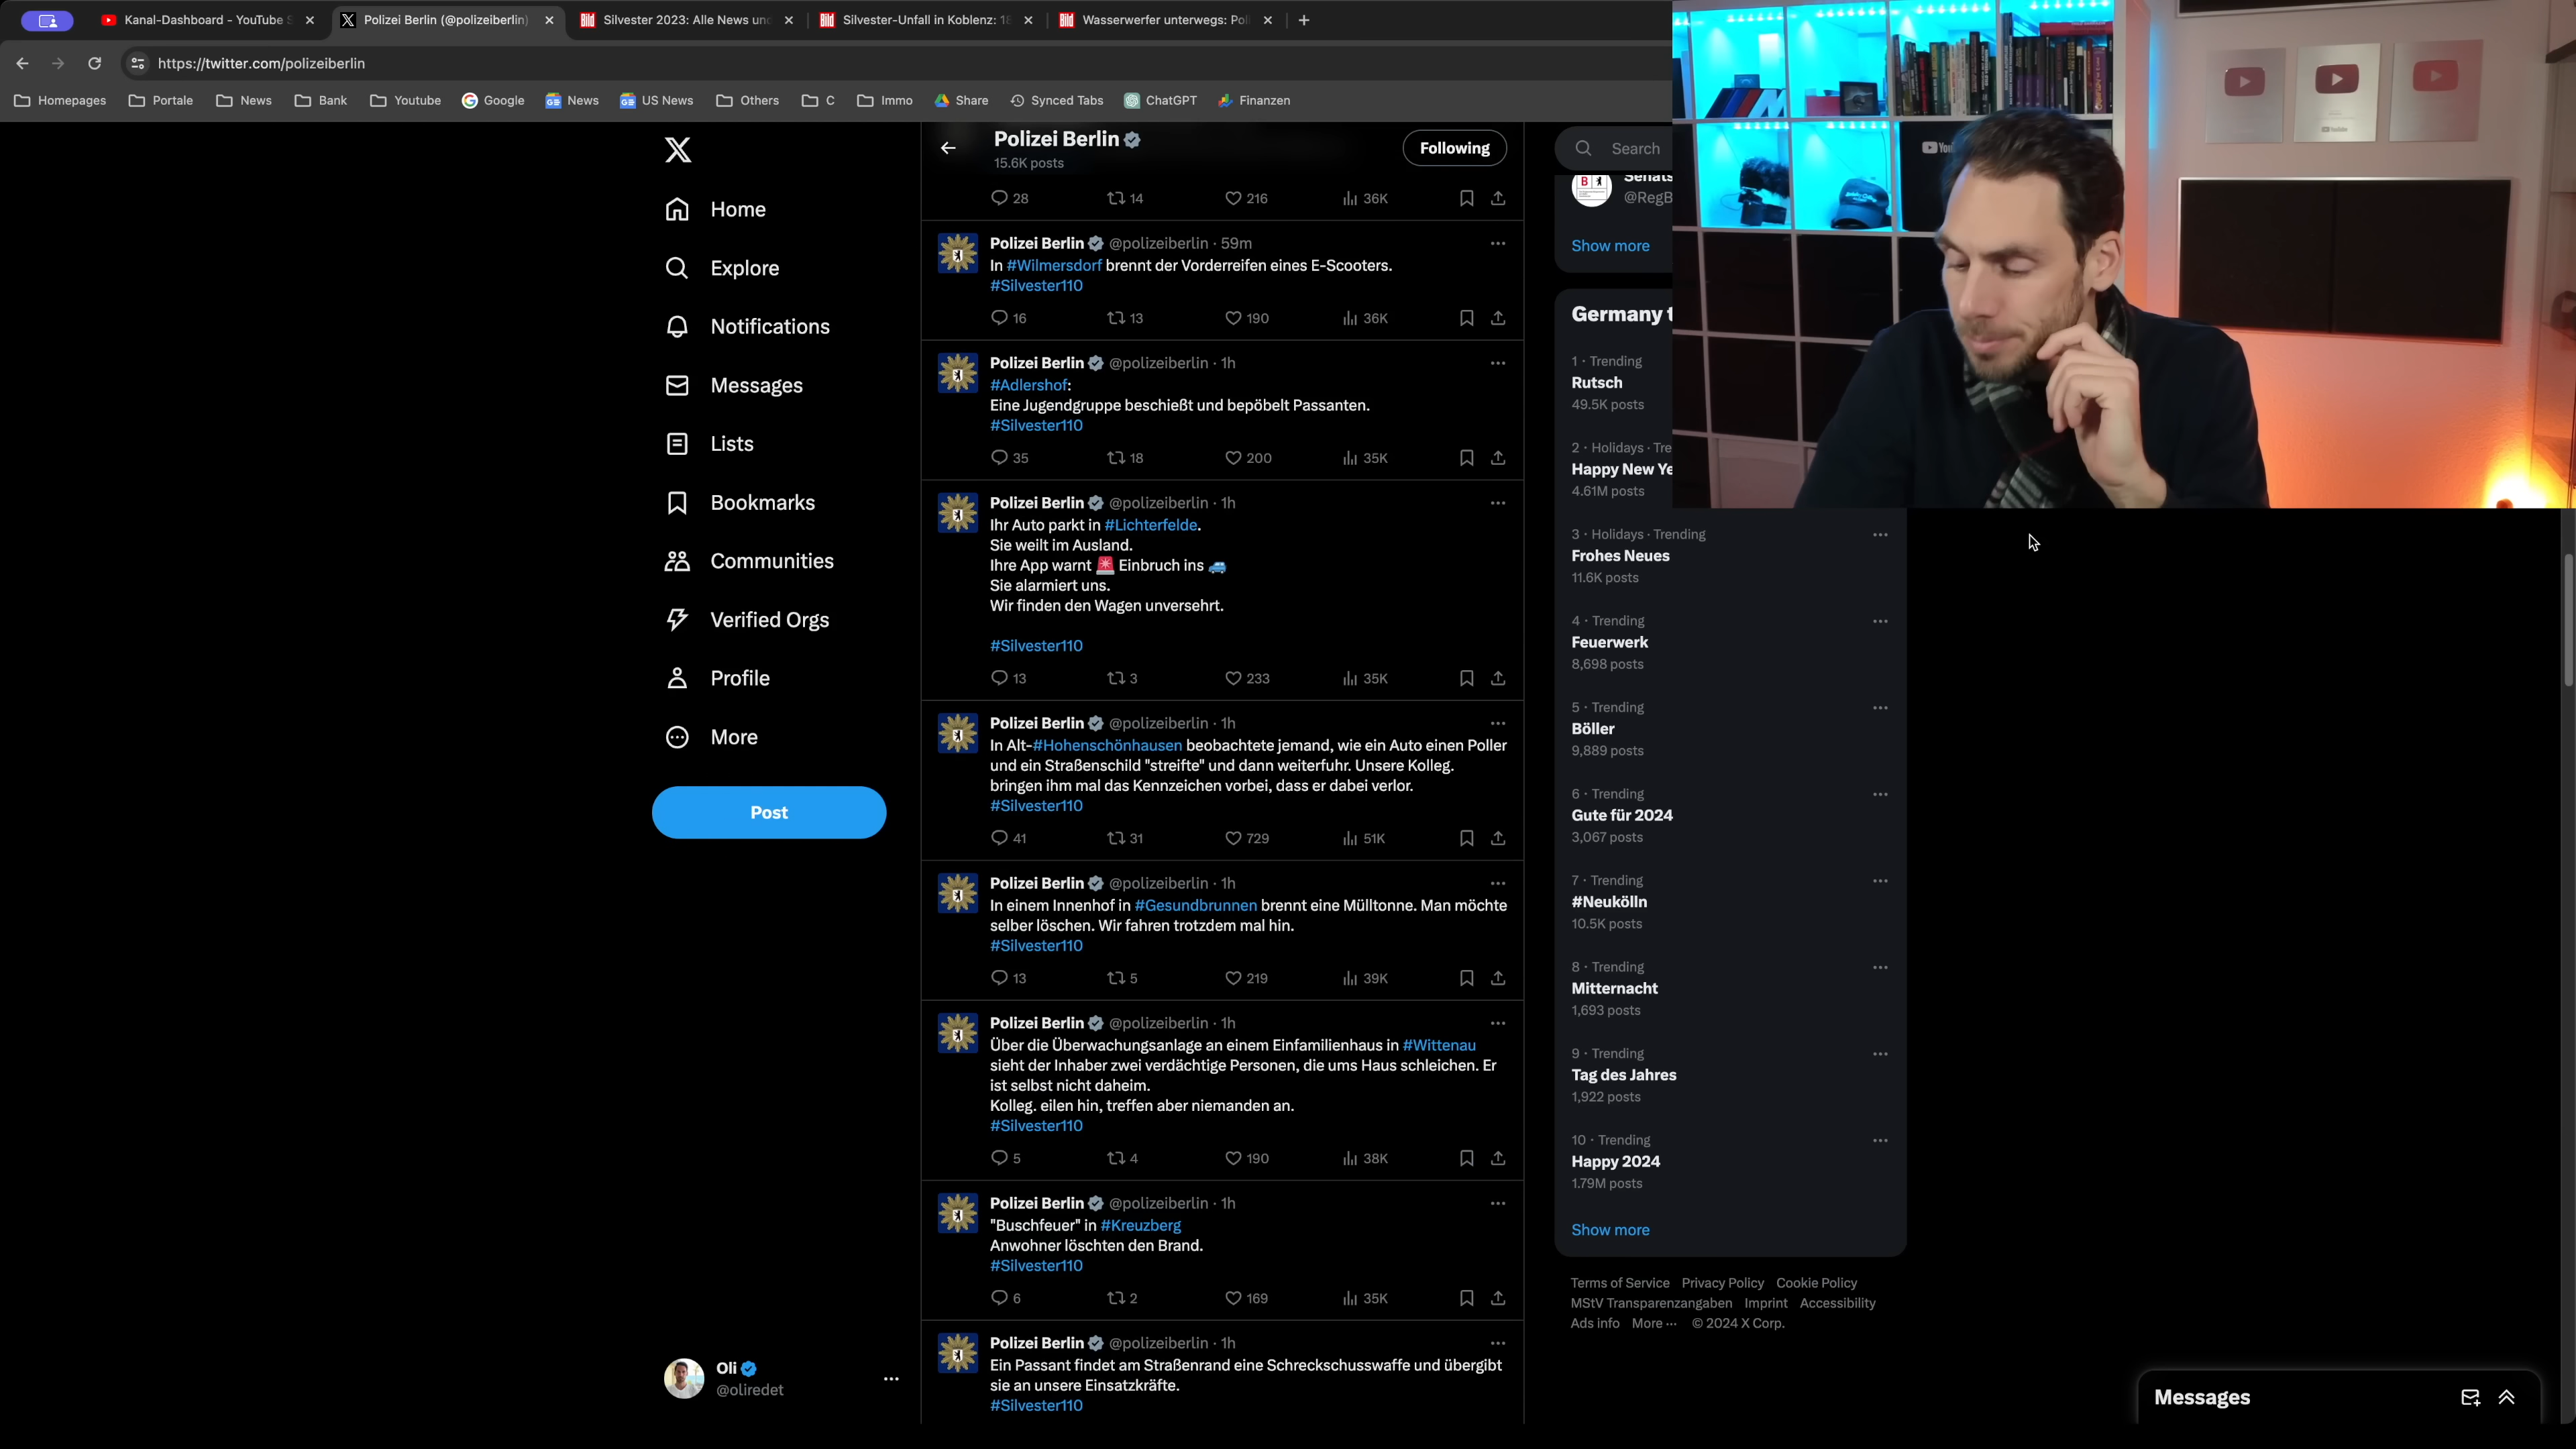 Kanal-Dashboard - YouTube S
Polizei Berlin (@polizeiberlin)
Silvester 2023: Alle News und
Silvester-Unfall in Koblenz: 18
Wasserwerfer unterwegs: Poli
https://twitter.com/polizeiberlin
Homepages
Portale
News
Bank
Youtube
Google
News
US News
Others
C
Immo
Share
Synced Tabs
ChatGPT
Finanzen
Home
Explore
Notifications
Messages
Lists
Bookmarks
Communities
Verified Orgs
Profile
More
Post
Oli
@oliredet
Polizei Berlin
15.6K posts
Following
28 14 216 36K
Polizei Berlin @polizeiberlin · 59m
In #Wilmersdorf brennt der Vorderreifen eines E-Scooters.
#Silvester110
16 13 190 36K
Polizei Berlin @polizeiberlin · 1h
#Adlershof:
Eine Jugendgruppe beschießt und bepöbelt Passanten.
#Silvester110
35 18 200 35K
Polizei Berlin @polizeiberlin · 1h
Ihr Auto parkt in #Lichterfelde.
Sie weilt im Ausland.
Ihre App warnt 🚨 Einbruch ins 🚙
Sie alarmiert uns.
Wir finden den Wagen unversehrt.
#Silvester110
13 3 233 35K
Polizei Berlin @polizeiberlin · 1h
In Alt-#Hohenschönhausen beobachtete jemand, wie ein Auto einen Poller
und ein Straßenschild "streifte" und dann weiterfuhr. Unsere Kolleg.
bringen ihm mal das Kennzeichen vorbei, dass er dabei verlor.
#Silvester110
41 31 729 51K
Polizei Berlin @polizeiberlin · 1h
In einem Innenhof in #Gesundbrunnen brennt eine Mülltonne. Man möchte
selber löschen. Wir fahren trotzdem mal hin.
#Silvester110
13 5 219 39K
Polizei Berlin @polizeiberlin · 1h
Über die Überwachungsanlage an einem Einfamilienhaus in #Wittenau
sieht der Inhaber zwei verdächtige Personen, die ums Haus schleichen. Er
ist selbst nicht daheim.
Kolleg. eilen hin, treffen aber niemanden an.
#Silvester110
5 4 190 38K
Polizei Berlin @polizeiberlin · 1h
"Buschfeuer" in #Kreuzberg
Anwohner löschten den Brand.
#Silvester110
6 2 169 35K
Polizei Berlin @polizeiberlin · 1h
Ein Passant findet am Straßenrand eine Schreckschusswaffe und übergibt
sie an unsere Einsatzkräfte.
#Silvester110
Search
Senats
@RegB
Show more
Germany t
1 · Trending
Rutsch
49.5K posts
2 · Holidays · Tre
Happy New Ye
4.61M posts
3 · Holidays · Trending
Frohes Neues
11.6K posts
4 · Trending
Feuerwerk
8,698 posts
5 · Trending
Böller
9,889 posts
6 · Trending
Gute für 2024
3,067 posts
7 · Trending
#Neukölln
10.5K posts
8 · Trending
Mitternacht
1,693 posts
9 · Trending
Tag des Jahres
1,922 posts
10 · Trending
Happy 2024
1.79M posts
Show more
Terms of Service Privacy Policy Cookie Policy
MStV Transparenzangaben Imprint Accessibility
Ads info More ··· © 2024 X Corp.
Messages